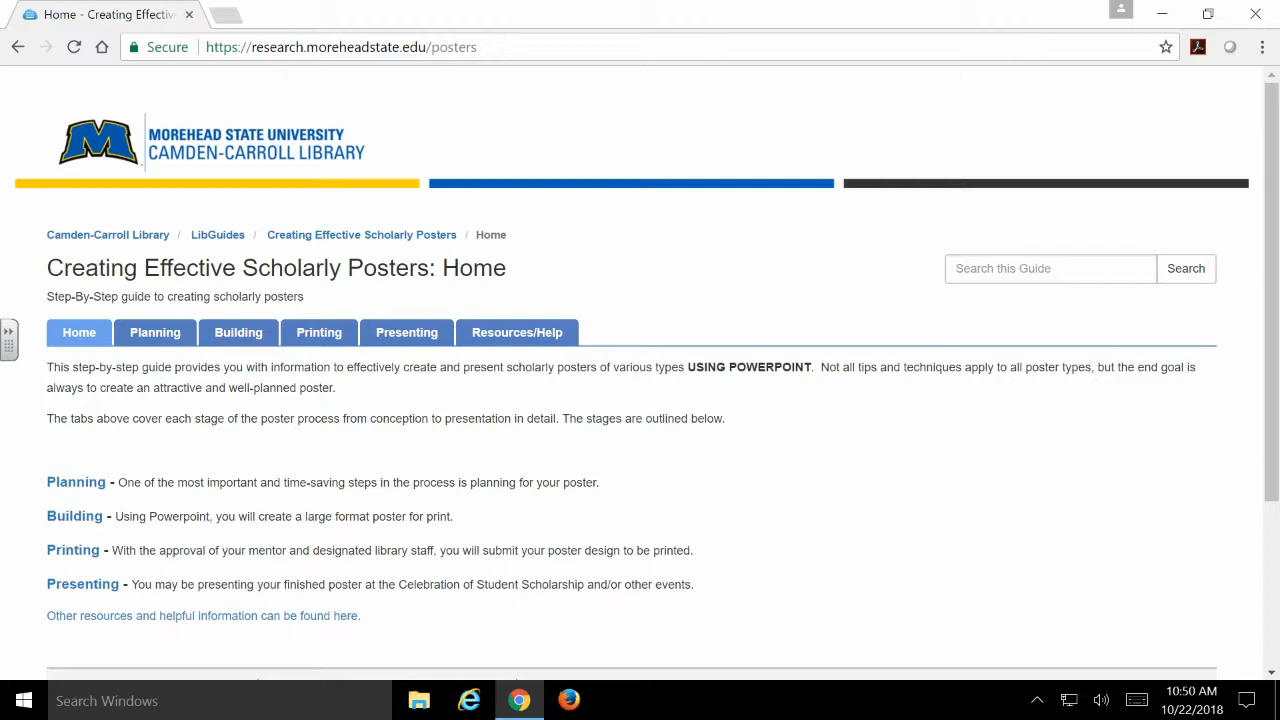 Home - Creating Effectiv
Secure https://research.moreheadstate.edu/posters
MOREHEAD STATE UNIVERSITY
CAMDEN-CARROLL LIBRARY
Camden-Carroll Library / LibGuides / Creating Effective Scholarly Posters / Home
Creating Effective Scholarly Posters: Home
Search this Guide Search
Step-By-Step guide to creating scholarly posters
Home Planning Building Printing Presenting Resources/Help
This step-by-step guide provides you with information to effectively create and present scholarly posters of various types USING POWERPOINT. Not all tips and techniques apply to all poster types, but the end goal is
always to create an attractive and well-planned poster.
The tabs above cover each stage of the poster process from conception to presentation in detail. The stages are outlined below.
Planning - One of the most important and time-saving steps in the process is planning for your poster.
Building - Using Powerpoint, you will create a large format poster for print.
Printing - With the approval of your mentor and designated library staff, you will submit your poster design to be printed.
Presenting - You may be presenting your finished poster at the Celebration of Student Scholarship and/or other events.
Other resources and helpful information can be found here.
Search Windows
10:50 AM
10/22/2018